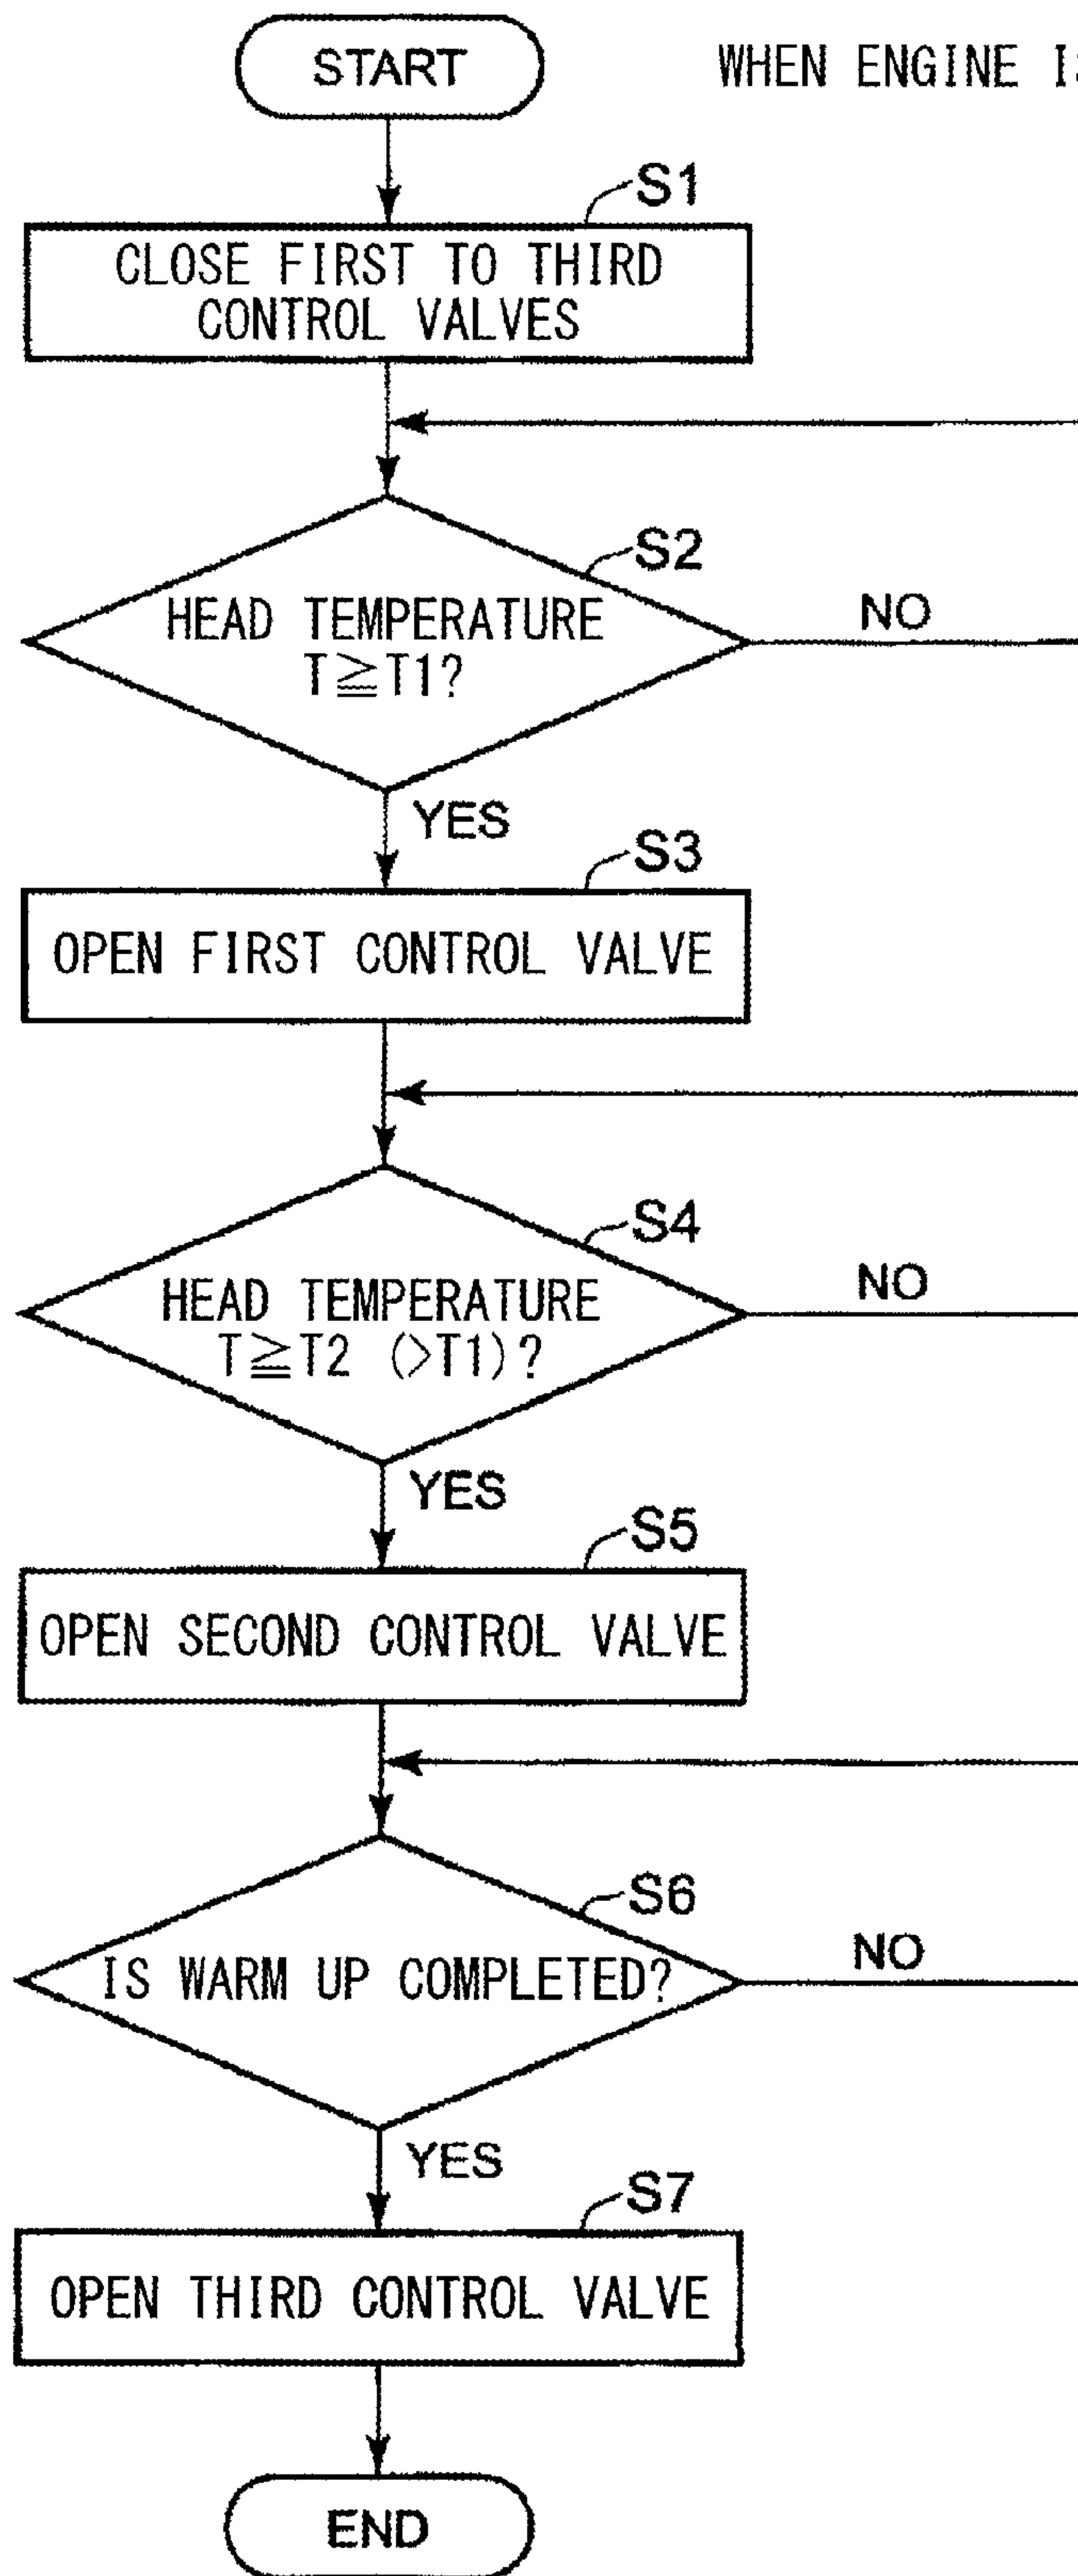 START
WHEN ENGINE
S1
CLOSE FIRST TO THIRD
CONTROL VALVES
S2
HEAD TEMPERATURE
T≧T1?
NO
YES
S3
OPEN FIRST CONTROL VALVE
S4
HEAD TEMPERATURE
T≧T2 (>T1)?
NO
YES
S5
OPEN SECOND CONTROL VALVE
S6
IS WARM UP COMPLETED?
NO
YES
S7
OPEN THIRD CONTROL VALVE
END